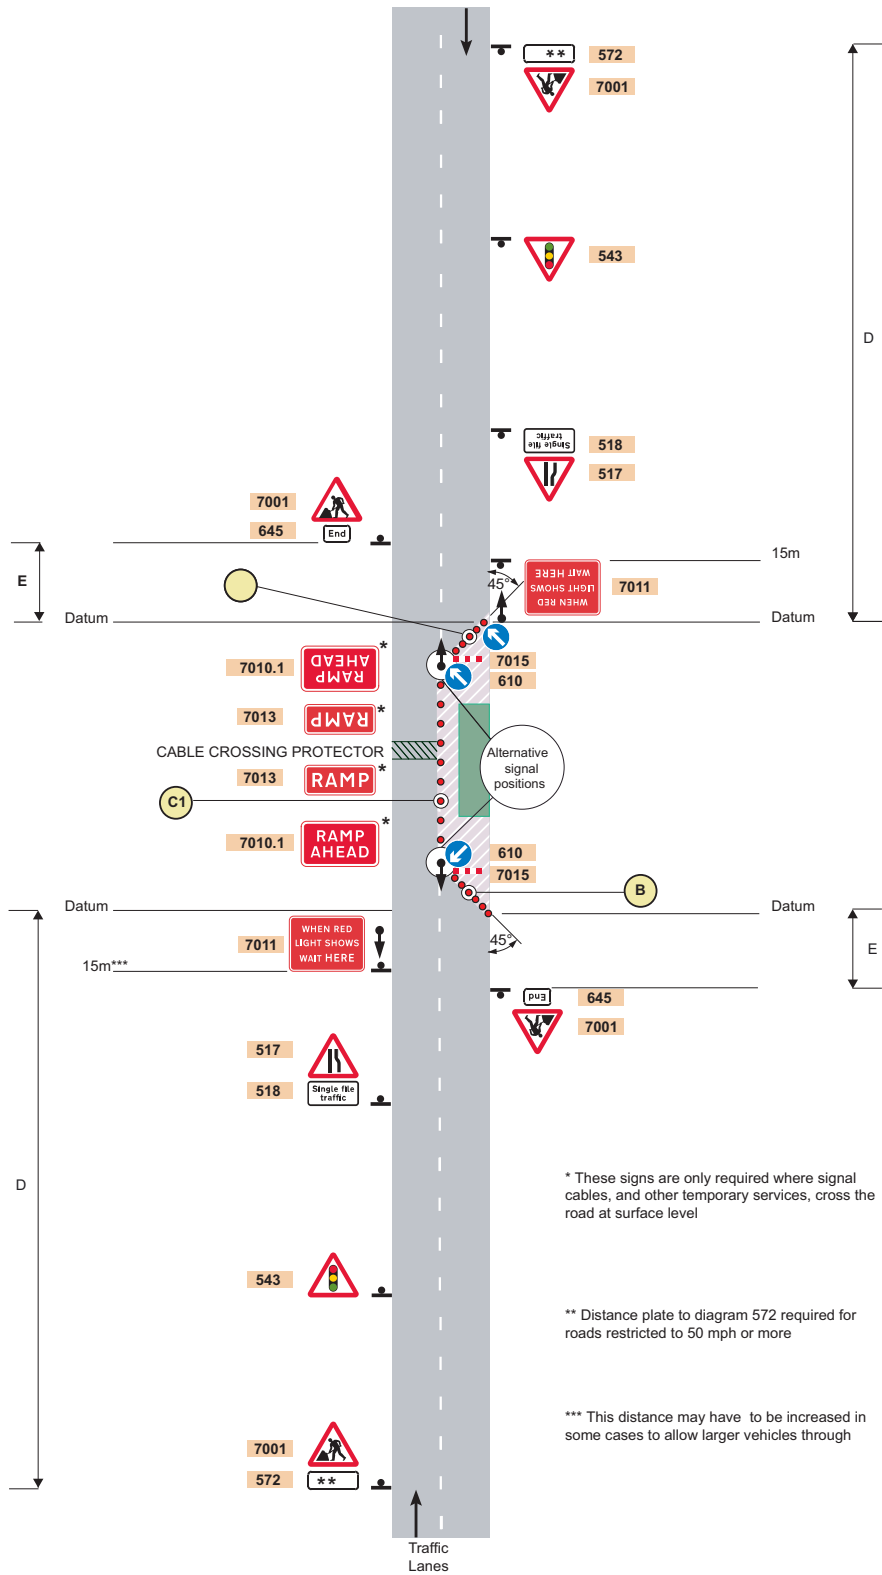 **
572
7001
543
D
Single file
traffic
518
517
7001
645
End
15m
E
45°
WHEN RED
LIGHT SHOWS
WAIT HERE
7011
Datum
Datum
7010.1
RAMP
AHEAD
*
7015
610
7013
RAMP
*
CABLE CROSSING PROTECTOR
Alternative
signal
positions
7013
RAMP
*
C1
7010.1
RAMP
AHEAD
*
610
7015
B
Datum
Datum
7011
WHEN RED
LIGHT SHOWS
WAIT HERE
45°
E
15m***
End
645
7001
517
518
Single file
traffic
D
* These signs are only required where signal
cables, and other temporary services, cross the
road at surface level
543
** Distance plate to diagram 572 required for
roads restricted to 50 mph or more
*** This distance may have to be increased in
some cases to allow larger vehicles through
7001
572
**
Traffic
Lanes